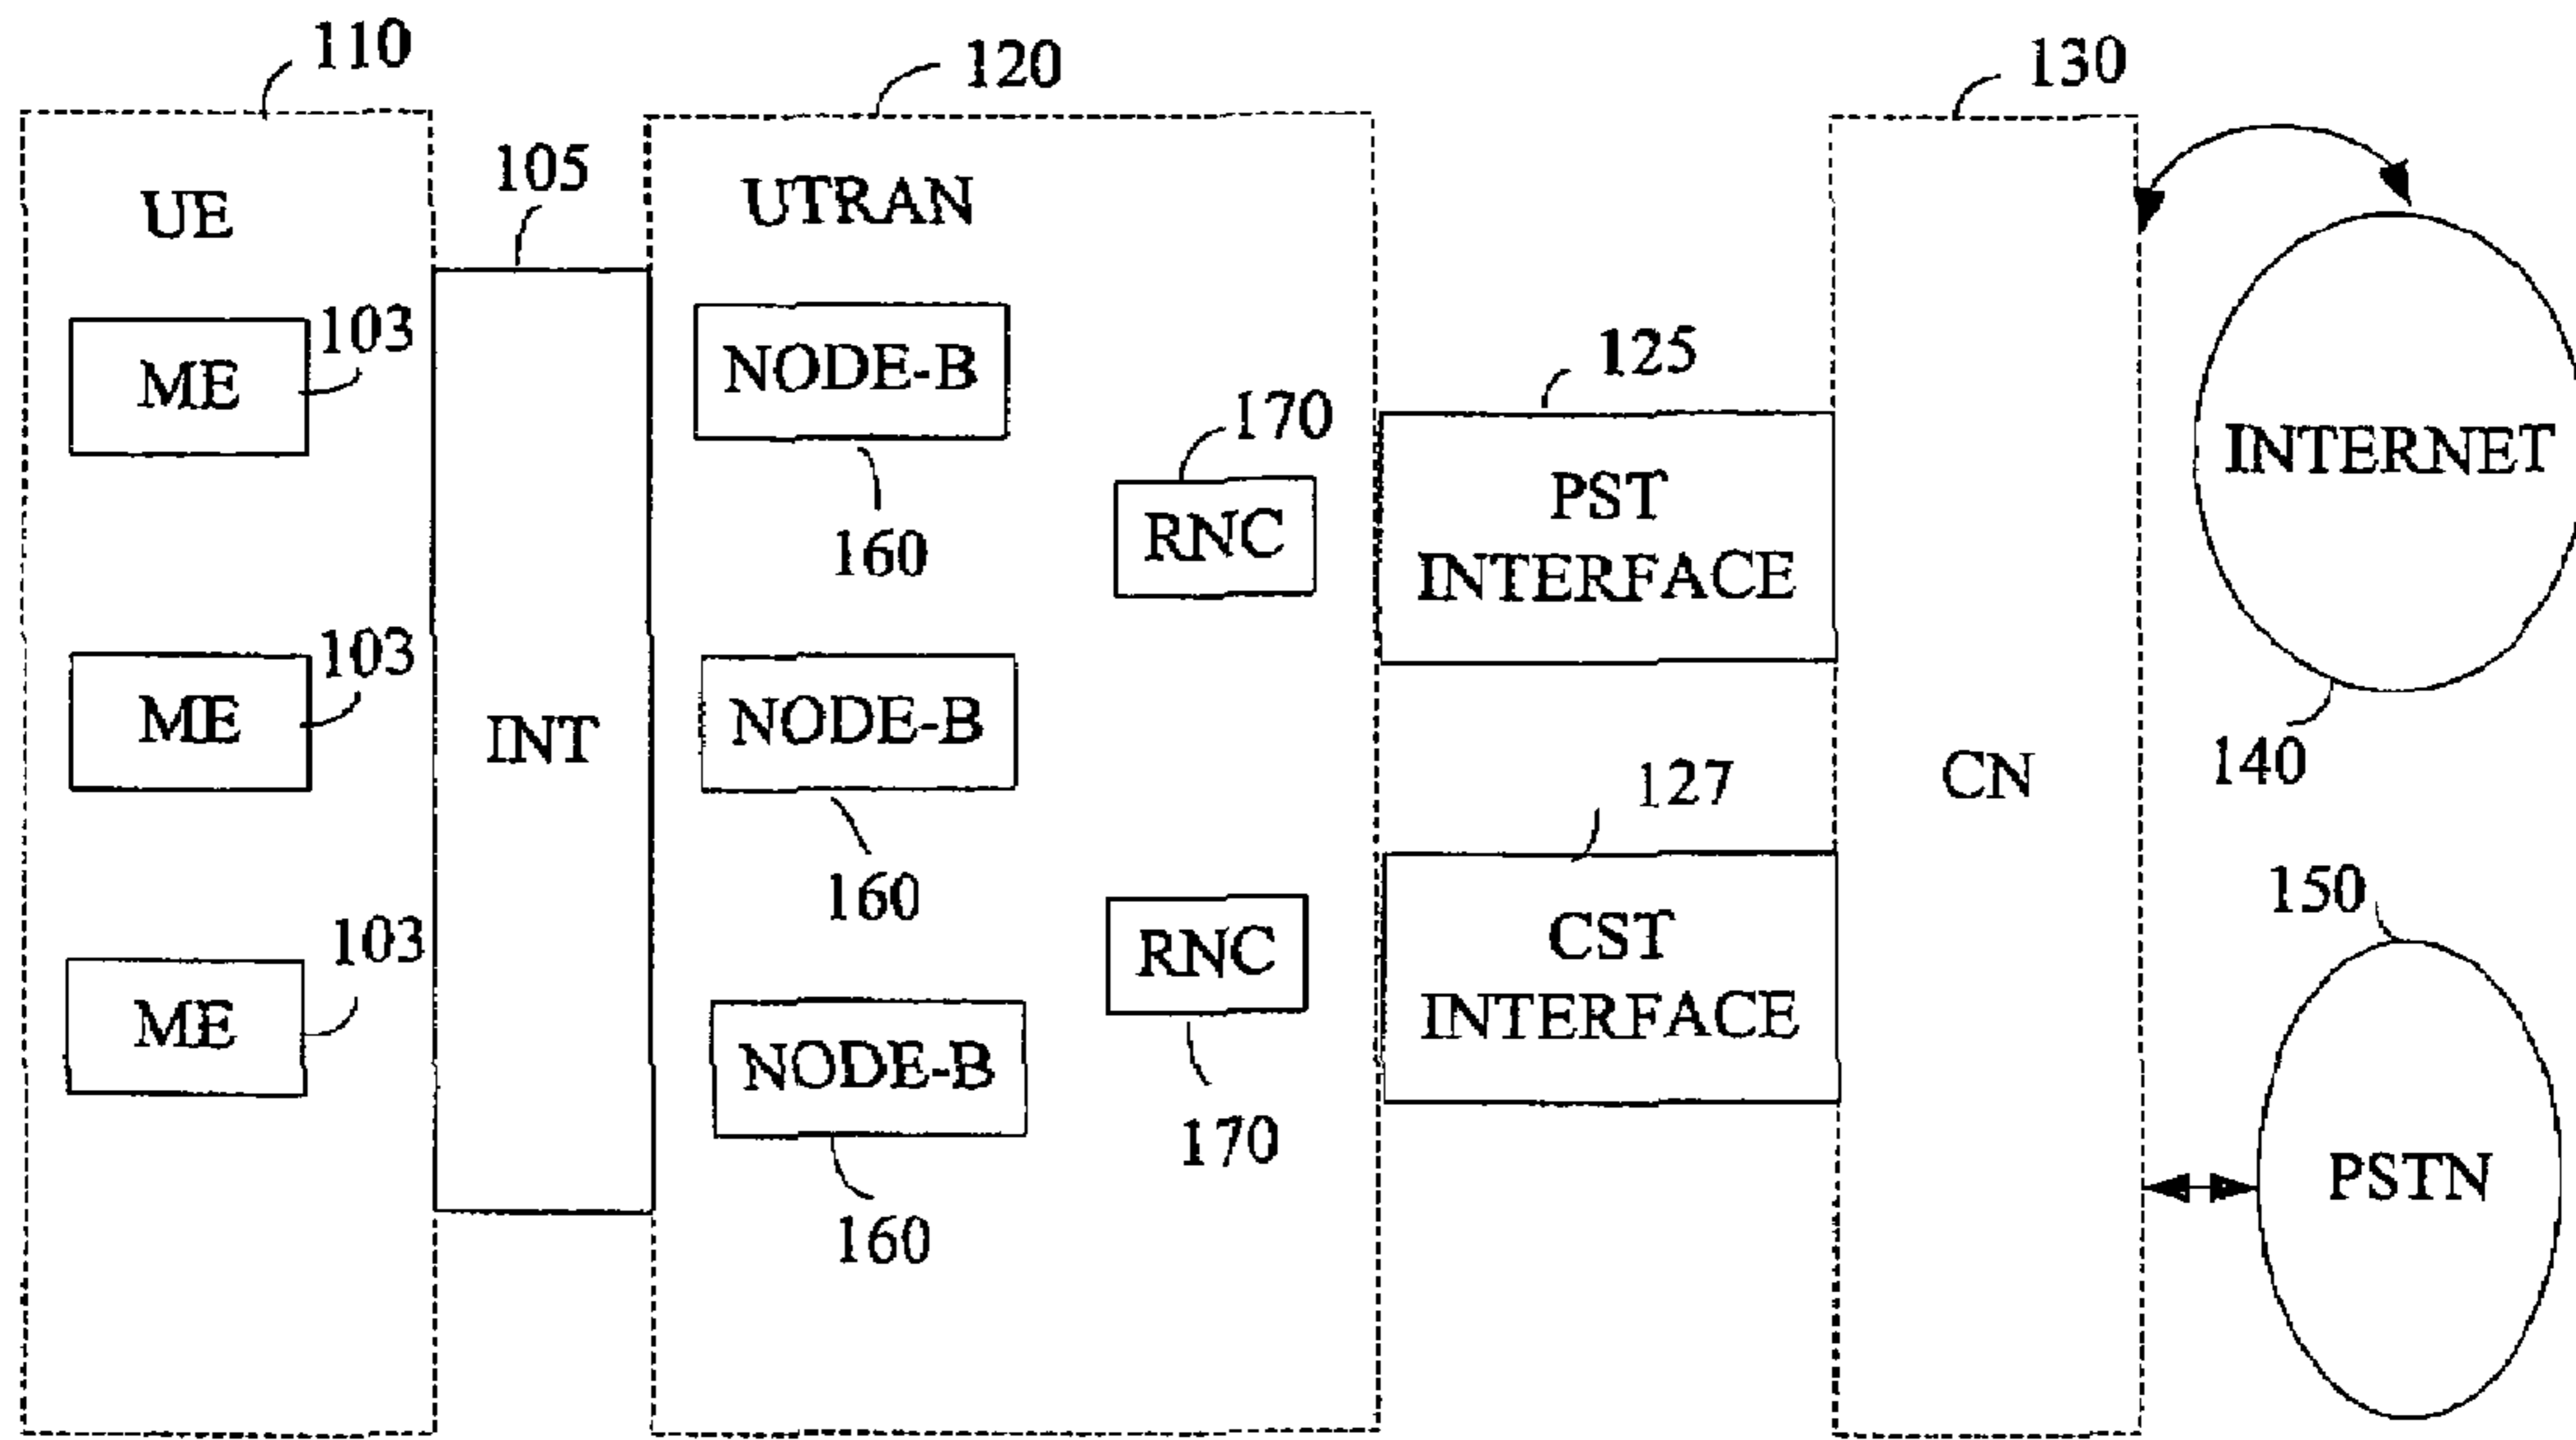 110
120
130
105
UE
UTRAN
ME
103
NODE-B
160
125
170
RNC
PST
INTERFACE
INTERNET
140
ME
103
INT
NODE-B
160
127
CN
150
ME
103
NODE-B
160
RNC
170
CST
INTERFACE
PSTN